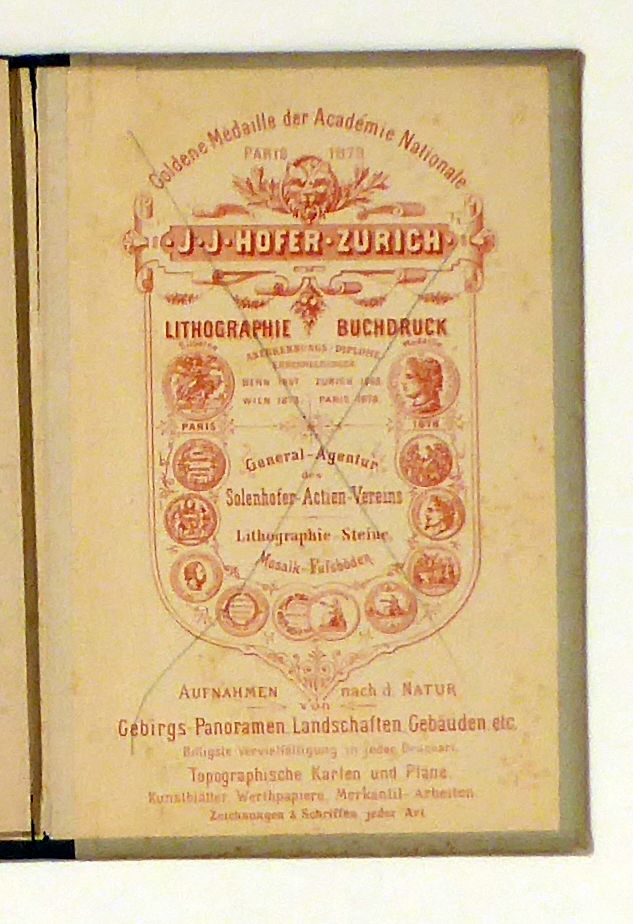 Goldene Médaille der Académie Nationale
PARIS 1878
J·J·HOFER·ZURICH
LITHOGRAPHIE BUCHDRUCK
Silberne Medaille
ANERKENNUNGS-DIPLOME
BERN 1857 ZURICH 1868
WIEN 1873 PARIS 1878
PARIS 1878
General-Agentur
des
Solenhofer-Actien-Vereins
Lithographie-Steine
Mosaik-Fußböden
AUFNAHMEN nach d. NATUR
von
Gebirgs-Panoramen, Landschaften, Gebäuden etc.
Billigste Vervielfältigung in jeder Druckart.
Topographische Karten und Pläne.
Kunstblätter, Werthpapiere, Merkantil-Arbeiten
Zeichnungen & Schriften jeder Art